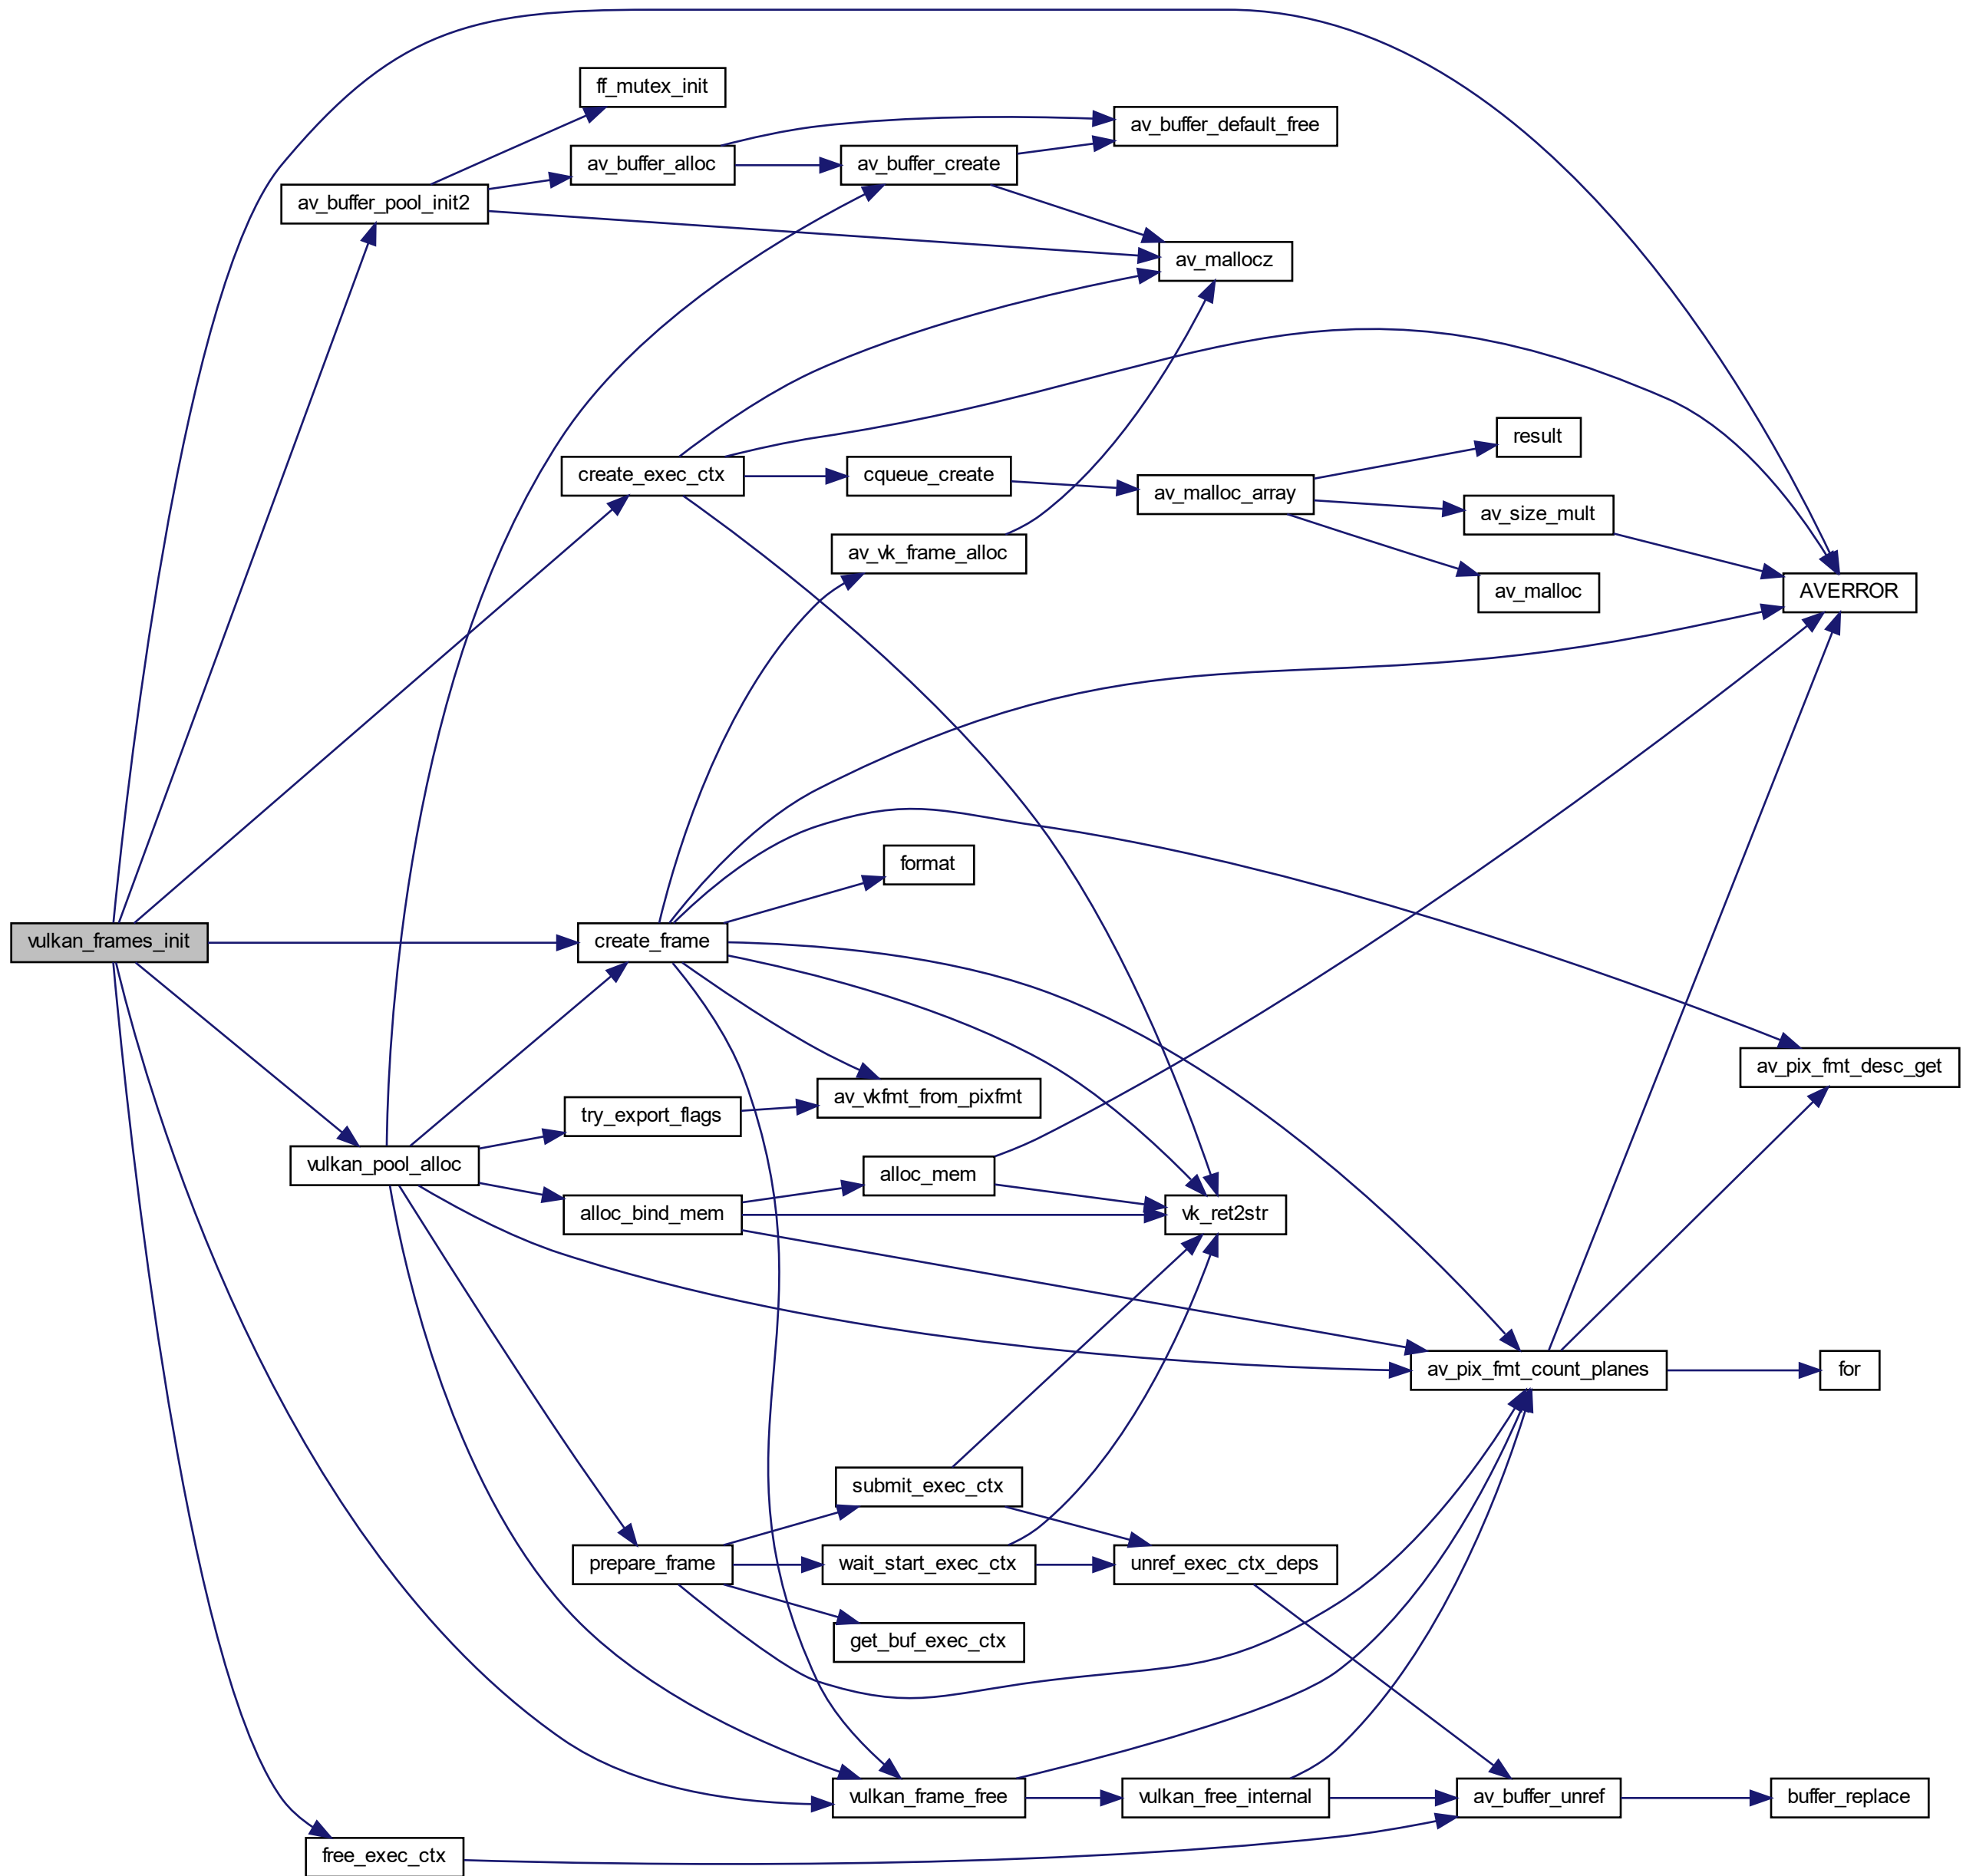 ff_mutex_init
av_buffer_default_free
av_buffer_alloc
av_buffer_create
av_buffer_pool_init2
av_mallocz
result
create_exec_ctx
cqueue_create
av_malloc_array
av_size_mult
av_vk_frame_alloc
av_malloc
AVERROR
format
vulkan_frames_init
create_frame
av_pix_fmt_desc_get
av_vkfmt_from_pixfmt
try_export_flags
vulkan_pool_alloc
alloc_mem
alloc_bind_mem
vk_ret2str
av_pix_fmt_count_planes
for
submit_exec_ctx
prepare_frame
wait_start_exec_ctx
unref_exec_ctx_deps
get_buf_exec_ctx
vulkan_frame_free
vulkan_free_internal
av_buffer_unref
buffer_replace
free_exec_ctx